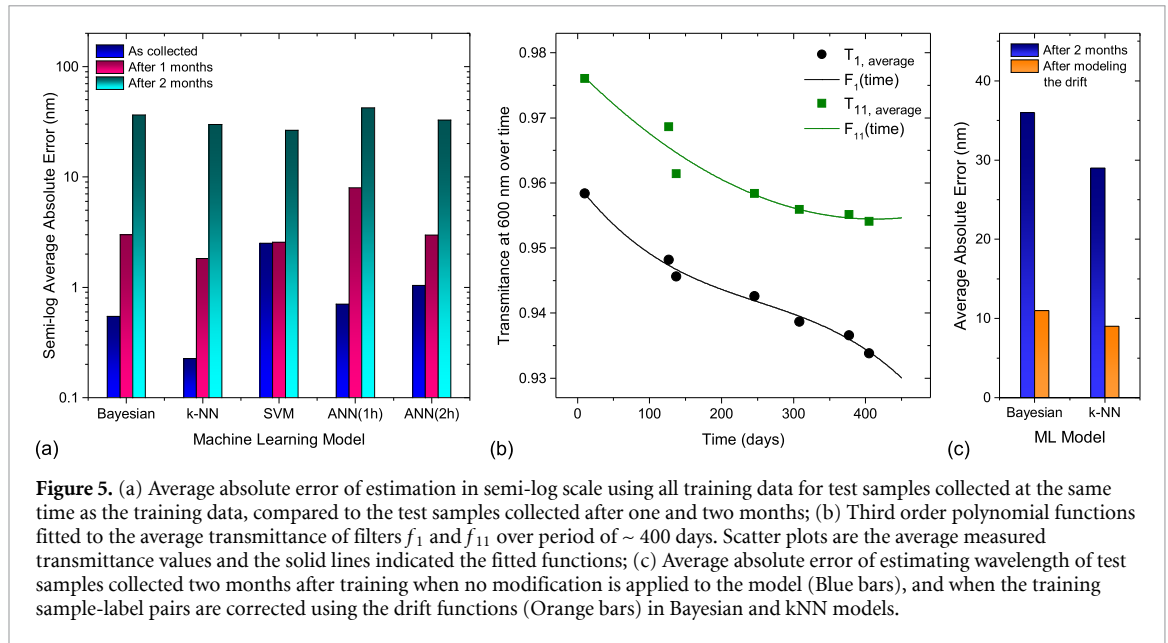 As collected
After 1 months
After 2 months
100
10
1
0.1
Semi-log Average Absolute Error (nm)
Bayesian k-NN SVM ANN(1h) ANN(2h)
Machine Learning Model
(a)
T1, average
F1(time)
T11, average
F11(time)
0.98
0.97
0.96
0.95
0.94
0.93
Transmitance at 600 nm over time
0 100 200 300 400
Time (days)
(b)
After 2 months
After modeling
the drift
40
30
20
10
0
Average Absolute Error (nm)
Bayesian k-NN
ML Model
(c)
Figure 5. (a) Average absolute error of estimation in semi-log scale using all training data for test samples collected at the same
time as the training data, compared to the test samples collected after one and two months; (b) Third order polynomial functions
fitted to the average transmittance of filters f1 and f11 over period of ~ 400 days. Scatter plots are the average measured
transmittance values and the solid lines indicated the fitted functions; (c) Average absolute error of estimating wavelength of test
samples collected two months after training when no modification is applied to the model (Blue bars), and when the training
sample-label pairs are corrected using the drift functions (Orange bars) in Bayesian and kNN models.